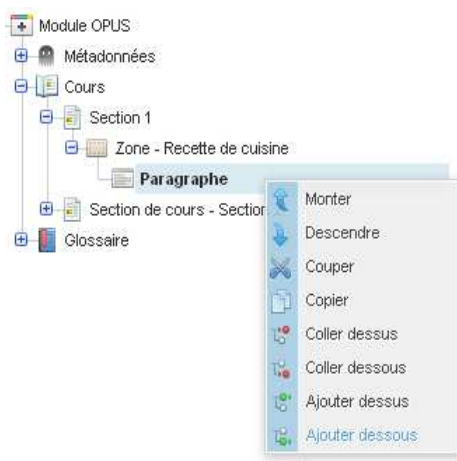 Module OPUS
Métadonnées
Cours
Section 1
Zone - Recette de cuisine
Paragraphe
Section de cours - Section
Glossaire
Monter
Descendre
Couper
Copier
Coller dessus
Coller dessous
Ajouter dessus
Ajouter dessous